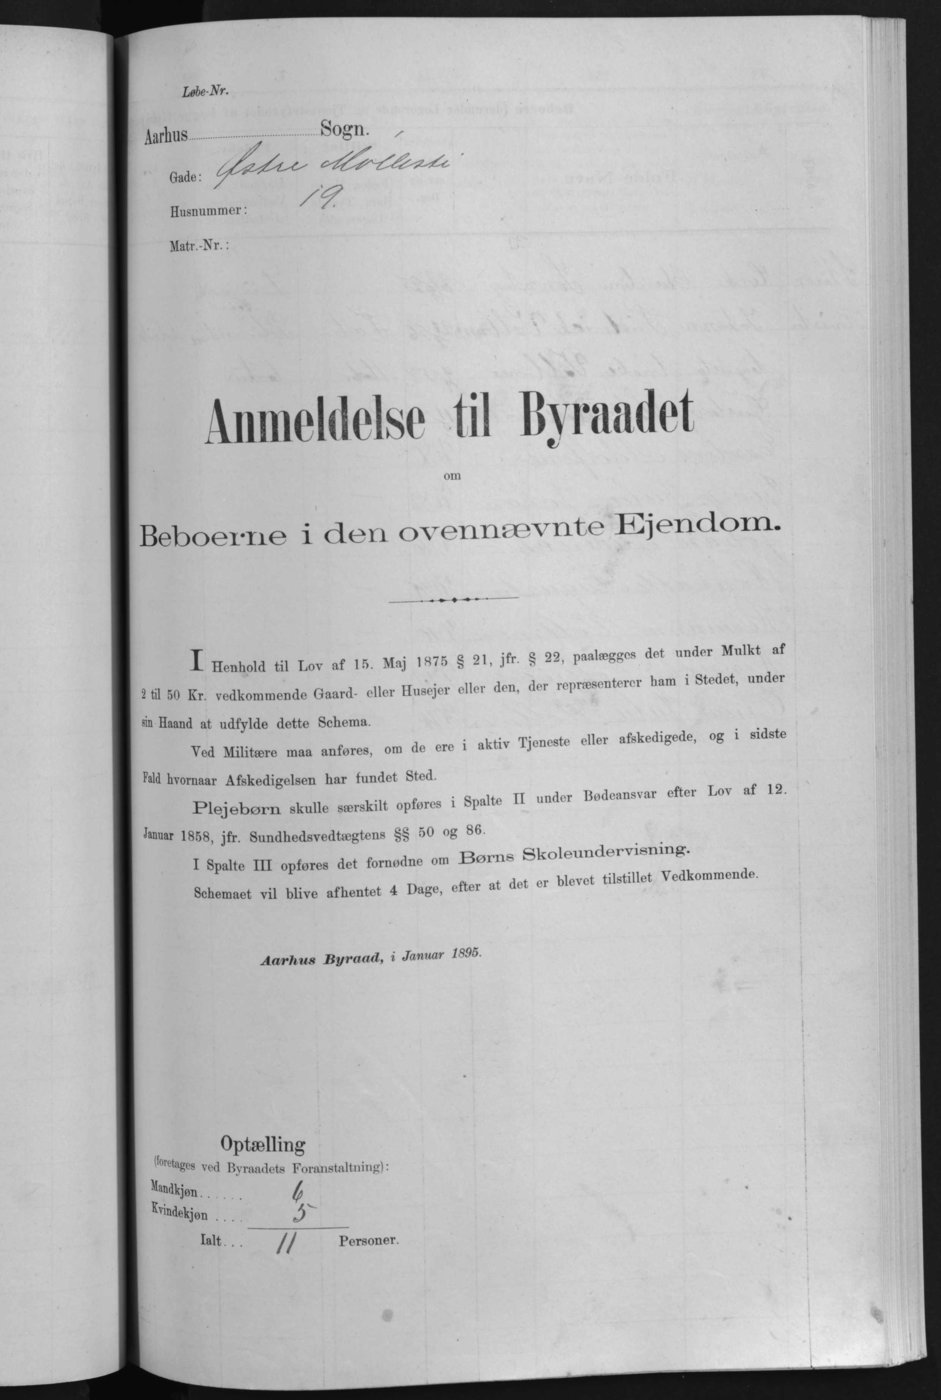 Løbe-Nr.
Aarhus Sogn.
Gade: Østre Møllesti
Husnummer: 19.
Matr.-Nr.:
Anmeldelse til Byraadet
om
Beboerne i den ovennævnte Ejendom.
I Henhold til Lov af 15. Maj 1875 § 21, jfr. § 22, paalægges det under Mulkt af
2 til 50 Kr. vedkommende Gaard- eller Husejer eller den, der repræsenterer ham i Stedet, under
sin Haand at udfylde dette Schema.
Ved Militære maa anføres, om de ere i aktiv Tjeneste eller afskedigede, og i sidste
Fald hvornaar Afskedigelsen har fundet Sted.
Plejebørn skulle særskilt opføres i Spalte II under Bødeansvar efter Lov af 12.
Januar 1858, jfr. Sundhedsvedtægtens §§ 50 og 86.
I Spalte III opføres det fornødne om Børns Skoleundervisning.
Schemaet vil blive afhentet 4 Dage, efter at det er blevet tilstillet Vedkommende.
Aarhus Byraad, i Januar 1895.
Optælling
(foretages ved Byraadets Foranstaltning):
Mandkjøn...... 6
Kvindekjøn .... 5
Ialt... 11 Personer.